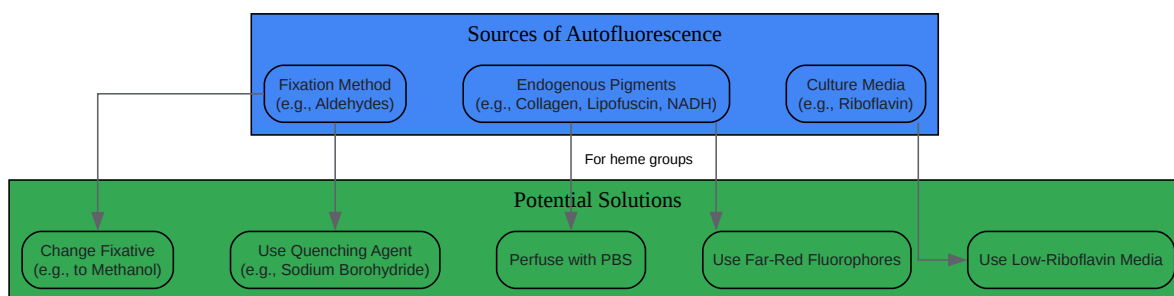 Sources of Autofluorescence
Fixation Method
(e.g., Aldehydes)
Endogenous Pigments
(e.g., Collagen, Lipofuscin, NADH)
Culture Media
(e.g., Riboflavin)
For heme groups
Potential Solutions
Change Fixative
(e.g., to Methanol)
Use Quenching Agent
(e.g., Sodium Borohydride)
Perfuse with PBS
Use Far-Red Fluorophores
Use Low-Riboflavin Media